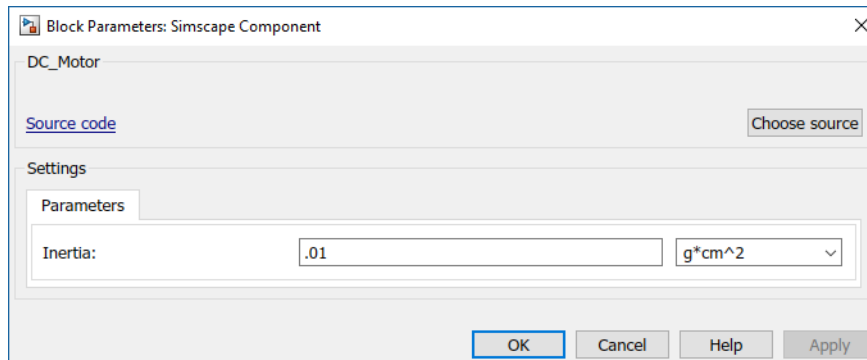 Block Parameters: Simscape Component
DC_Motor
Source code
Choose source
Settings
Parameters
Inertia:
.01
g*cm^2
OK
Cancel
Help
Apply